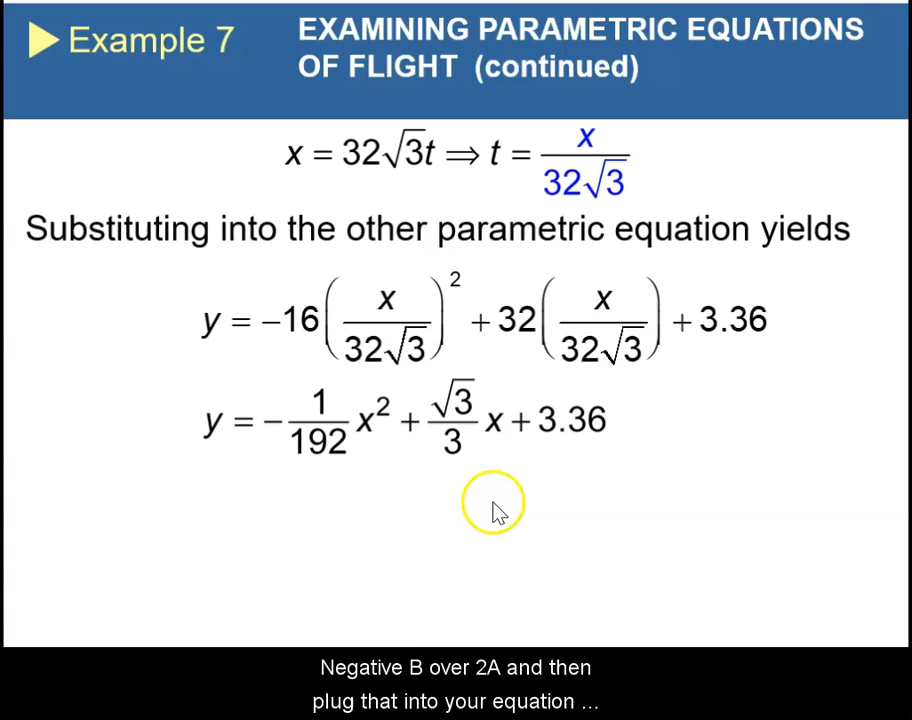 Example 7
EXAMINING PARAMETRIC EQUATIONS
OF FLIGHT (continued)
x = 32√3t ⇒ t = x/(32√3)
Substituting into the other parametric equation yields
y = −16(x/(32√3))² + 32(x/(32√3)) + 3.36
y = −1/192 x² + √3/3 x + 3.36
Negative B over 2A and then
plug that into your equation ...